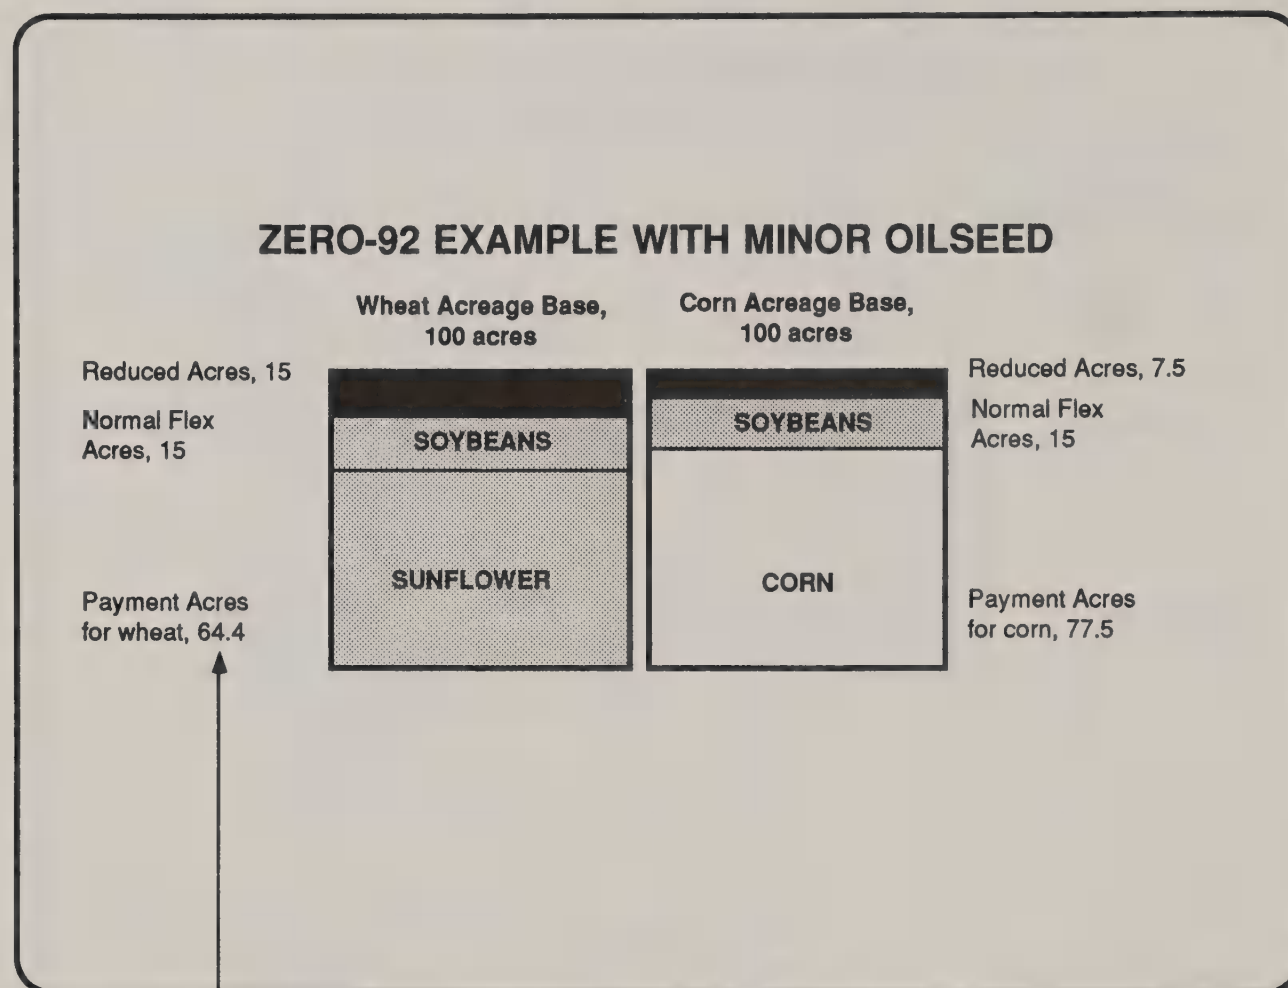 ZERO-92 EXAMPLE WITH MINOR OILSEED
Wheat Acreage Base,
100 acres
Corn Acreage Base,
100 acres
Reduced Acres, 15
Normal Flex
Acres, 15
Payment Acres
for wheat, 64.4
SOYBEANS
SUNFLOWER
SOYBEANS
CORN
Reduced Acres, 7.5
Normal Flex
Acres, 15
Payment Acres
for corn, 77.5